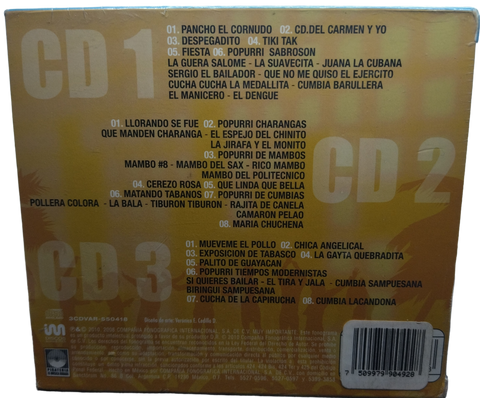 CD 1
01. PANCHO EL CORNUDO 02. CD.DEL CARMEN Y YO
03. DESPEGADITO 04. TIKI TAK
05. FIESTA 06. POPURRI SABROSON
LA GUERA SALOME - LA SUAVECITA - JUANA LA CUBANA
SERGIO EL BAILADOR - QUE NO ME QUISO EL EJERCITO
CUCHA CUCHA LA MEDALLITA - CUMBIA BARULLERA
EL MANICERO - EL DENGUE
CD 2
01. LLORANDO SE FUE 02. POPURRI CHARANGAS
QUE MANDEN CHARANGA - EL ESPEJO DEL CHINITO
LA JIRAFA Y EL MONITO
03. POPURRI DE MAMBOS
MAMBO #8 - MAMBO DEL SAX - RICO MAMBO
MAMBO DEL POLITECNICO
04. CEREZO ROSA 05. QUE LINDA QUE BELLA
06. MATANDO TABANOS 07. POPURRI DE CUMBIAS
POLLERA COLORA - LA BALA - TIBURON TIBURON - RAJITA DE CANELA
CAMARON PELAO
08. MARIA CHUCHENA
CD 3
01. MUEVEME EL POLLO 02. CHICA ANGELICAL
03. EXPOSICION DE TABASCO 04. LA GAYTA QUEBRADITA
05. PALITO DE GUAYACAN
06. POPURRI TIEMPOS MODERNISTAS
SI QUIERES BAILAR - EL TIRA Y JALA - CUMBIA SAMPUESANA
BIRINGUI SAMPUESANA
07. CUCHA DE LA CAPIRUCHA 08. CUMBIA LACANDONA
7 509979 904926